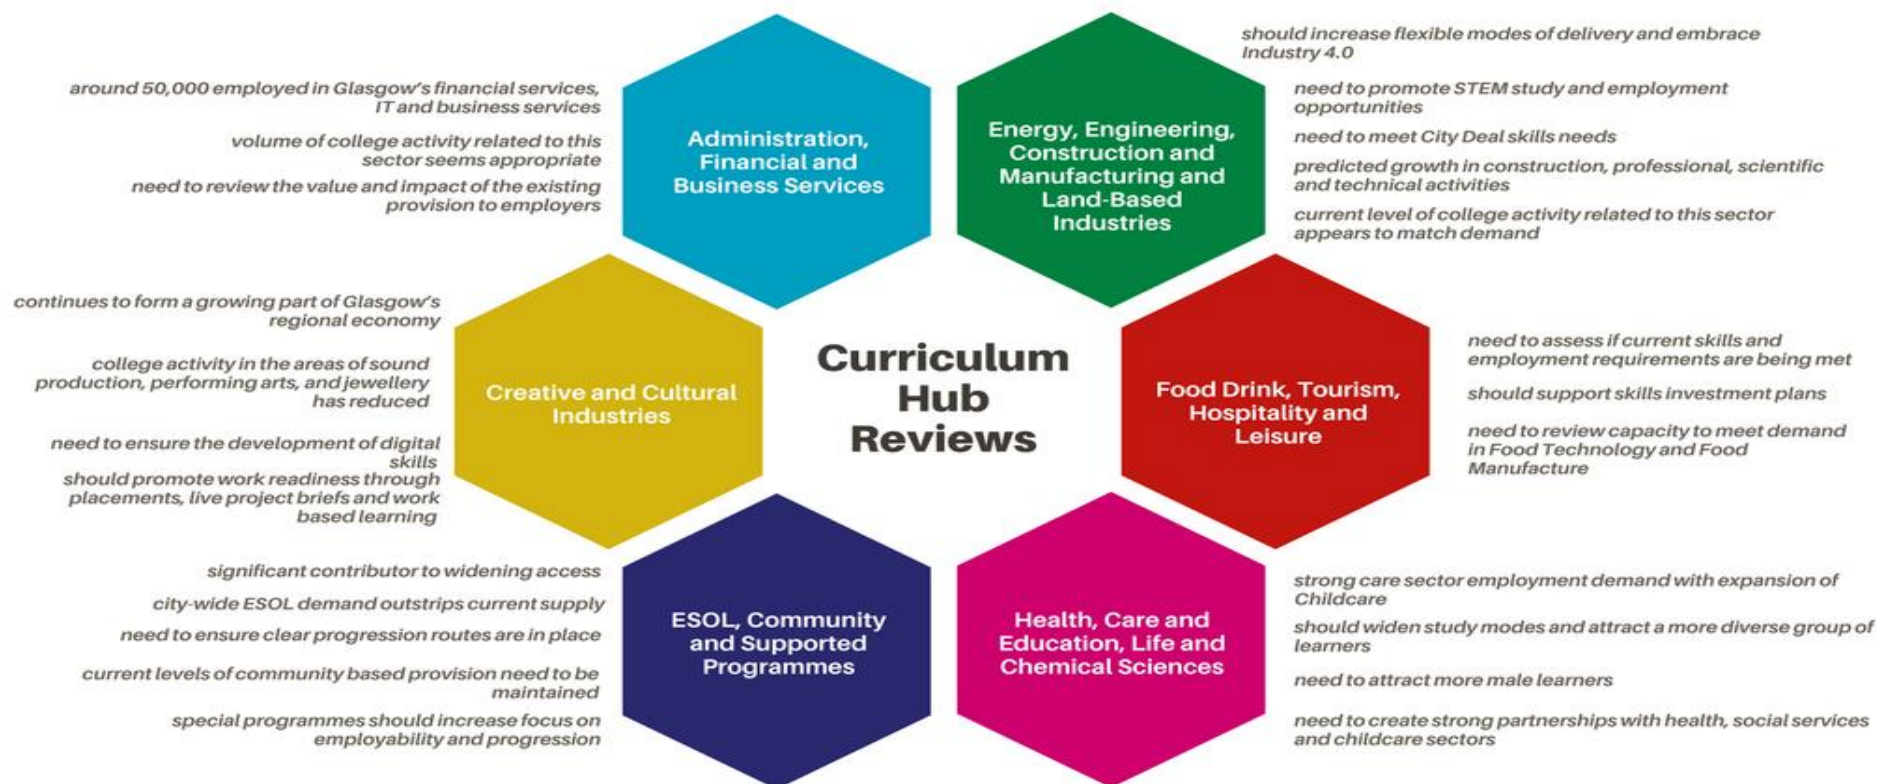 around 50,000 employed in Glasgow's financial services,
IT and business services
volume of college activity related to this
sector seems appropriate
need to review the value and impact of the existing
provision to employers
Administration,
Financial and
Business Services
Energy, Engineering,
Construction and
Manufacturing and
Land-Based
Industries
should increase flexible modes of delivery and embrace
Industry 4.0
need to promote STEM study and employment
opportunities
need to meet City Deal skills needs
predicted growth in construction, professional, scientific
and technical activities
current level of college activity related to this sector
appears to match demand
continues to form a growing part of Glasgow's
regional economy
college activity in the areas of sound
production, performing arts, and jewellery
has reduced
need to ensure the development of digital
skills
should promote work readiness through
placements, live project briefs and work
based learning
Creative and Cultural
Industries
Curriculum
Hub
Reviews
Food Drink, Tourism,
Hospitality and
Leisure
need to assess if current skills and
employment requirements are being met
should support skills investment plans
need to review capacity to meet demand
in Food Technology and Food
Manufacture
significant contributor to widening access
city-wide ESOL demand outstrips current supply
need to ensure clear progression routes are in place
current levels of community based provision need to be
maintained
special programmes should increase focus on
employability and progression
ESOL, Community
and Supported
Programmes
Health, Care and
Education, Life and
Chemical Sciences
strong care sector employment demand with expansion of
Childcare
should widen study modes and attract a more diverse group of
learners
need to attract more male learners
need to create strong partnerships with health, social services
and childcare sectors